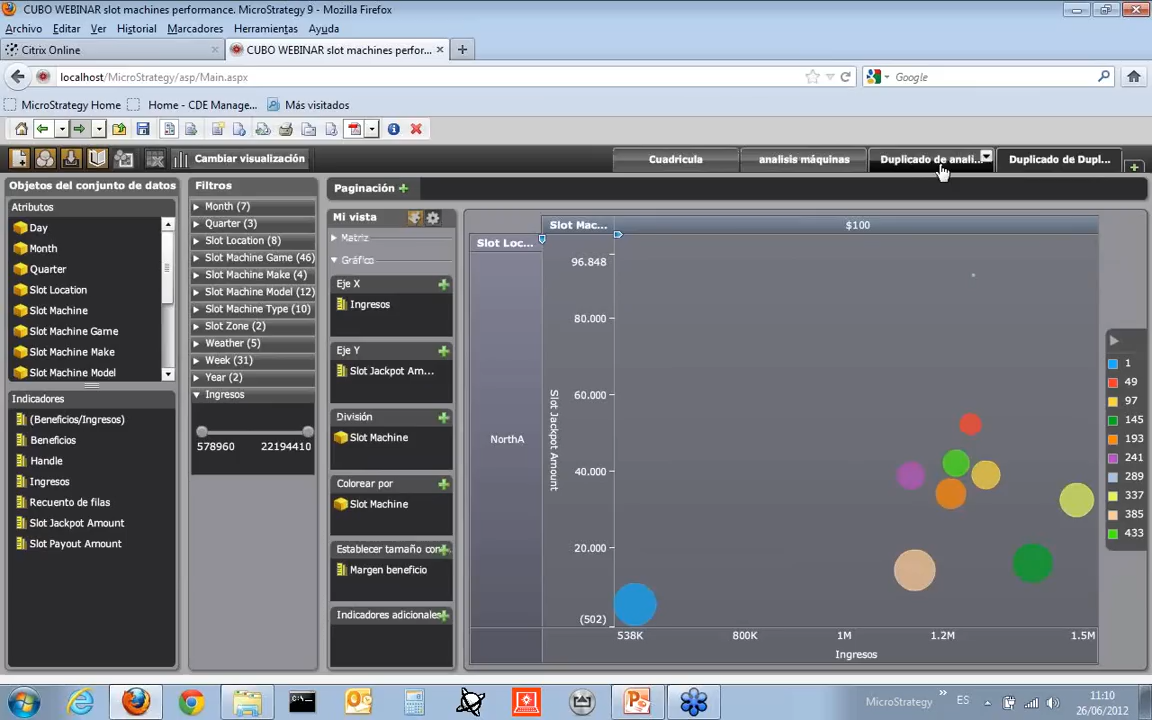 CUBO WEBINAR slot machines performance. MicroStrategy 9 - Mozilla Firefox
Archivo Editar Ver Historial Marcadores Herramientas Ayuda
Citrix Online
CUBO WEBINAR slot machines perfor...
localhost/MicroStrategy/asp/Main.aspx
Google
MicroStrategy Home
Home - CDE Manage...
Más visitados
Cambiar visualización
Cuadricula
analisis máquinas
Duplicado de anali...
Duplicado de Dupl...
Objetos del conjunto de datos
Atributos
Day
Month
Quarter
Slot Location
Slot Machine
Slot Machine Game
Slot Machine Make
Slot Machine Model
Indicadores
(Beneficios/Ingresos)
Beneficios
Handle
Ingresos
Recuento de filas
Slot Jackpot Amount
Slot Payout Amount
Filtros
Month (7)
Quarter (3)
Slot Location (8)
Slot Machine Game (46)
Slot Machine Make (4)
Slot Machine Model (12)
Slot Machine Type (10)
Slot Zone (2)
Weather (5)
Week (31)
Year (2)
Ingresos
578960 22194410
Paginación
Mi vista
Matriz
Gráfico
Eje X
Ingresos
Eje Y
Slot Jackpot Am...
División
Slot Machine
Colorear por
Slot Machine
Establecer tamaño con
Margen beneficio
Indicadores adicionales
Slot Mac...
$100
Slot Loc...
NorthA
Slot Jackpot Amount
96.848
80.000
60.000
40.000
20.000
(502)
538K 800K 1M 1.2M 1.5M
Ingresos
1
49
97
145
193
241
289
337
385
433
MicroStrategy
ES
11:10
26/06/2012